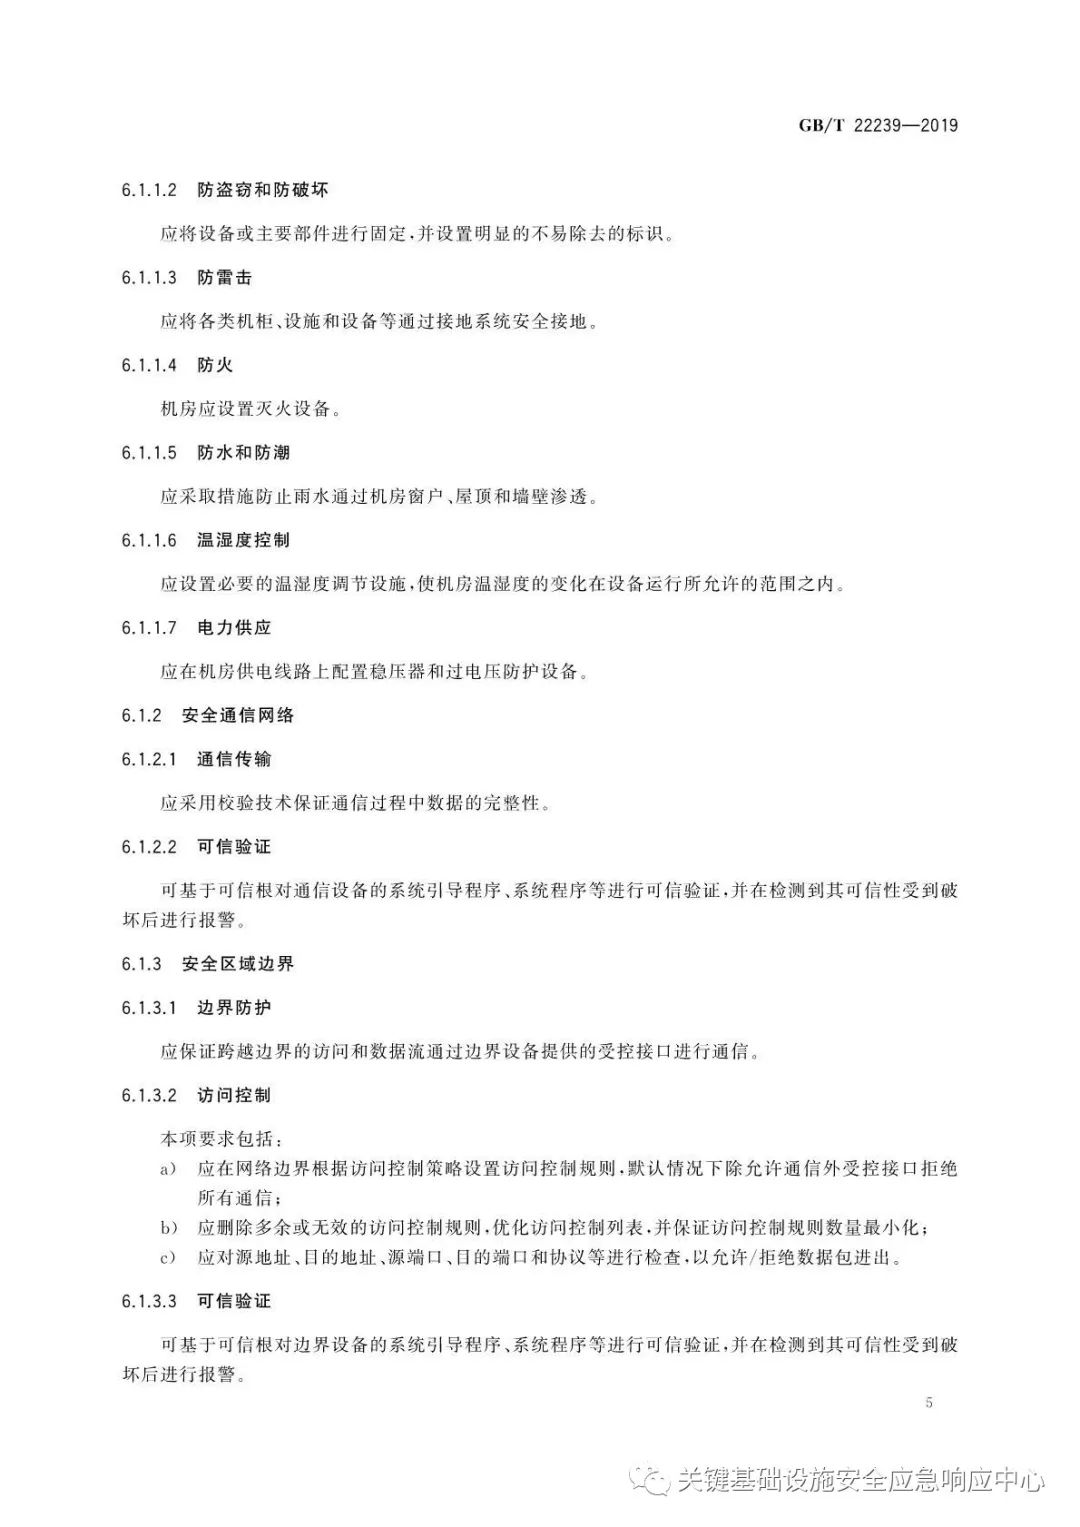 GB/T 22239—2019
6.1.1.2 防盗窃和防破坏
应将设备或主要部件进行固定,并设置明显的不易除去的标识。
6.1.1.3 防雷击
应将各类机柜、设施和设备等通过接地系统安全接地。
6.1.1.4 防火
机房应设置灭火设备。
6.1.1.5 防水和防潮
应采取措施防止雨水通过机房窗户、屋顶和墙壁渗透。
6.1.1.6 温湿度控制
应设置必要的温湿度调节设施,使机房温湿度的变化在设备运行所允许的范围之内。
6.1.1.7 电力供应
应在机房供电线路上配置稳压器和过电压防护设备。
6.1.2 安全通信网络
6.1.2.1 通信传输
应采用校验技术保证通信过程中数据的完整性。
6.1.2.2 可信验证
可基于可信根对通信设备的系统引导程序、系统程序等进行可信验证,并在检测到其可信性受到破
坏后进行报警。
6.1.3 安全区域边界
6.1.3.1 边界防护
应保证跨越边界的访问和数据流通过边界设备提供的受控接口进行通信。
6.1.3.2 访问控制
本项要求包括:
a) 应在网络边界根据访问控制策略设置访问控制规则,默认情况下除允许通信外受控接口拒绝
所有通信;
b) 应删除多余或无效的访问控制规则,优化访问控制列表,并保证访问控制规则数量最小化;
c) 应对源地址、目的地址、源端口、目的端口和协议等进行检查,以允许/拒绝数据包进出。
6.1.3.3 可信验证
可基于可信根对边界设备的系统引导程序、系统程序等进行可信验证,并在检测到其可信性受到破
坏后进行报警。
5
关键基础设施安全应急响应中心